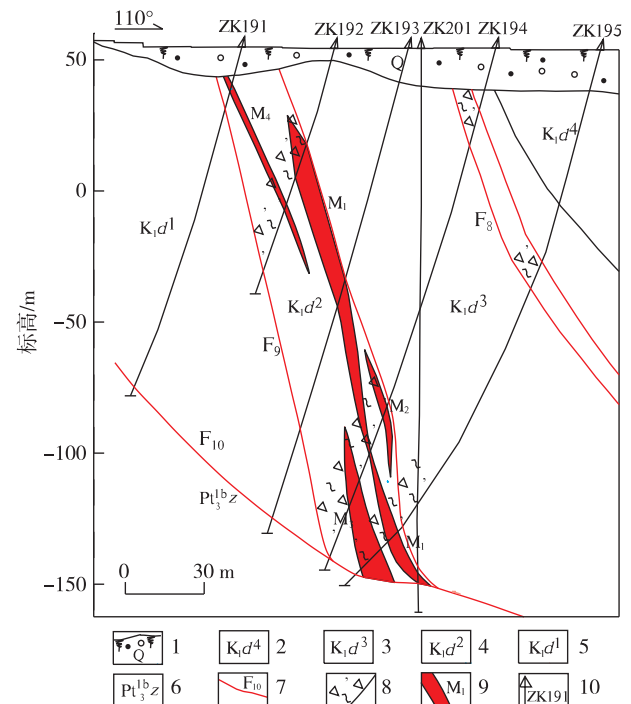 110° ZK191 ZK192 ZK193 ZK201 ZK194 ZK195
50
Q
M₄
K₁d⁴
0
M₁
K₁d¹
F₈
K₁d²
K₁d³
标高/m
-50
F₉
M₂
-100
F₁₀
Pt₃¹ᵇz
M
M₁
-150
0 30 m
Q 1 K₁d⁴ 2 K₁d³ 3 K₁d² 4 K₁d¹ 5
Pt₃¹ᵇz 6 F₁₀ 7 8 M₁ 9 ZK191 10